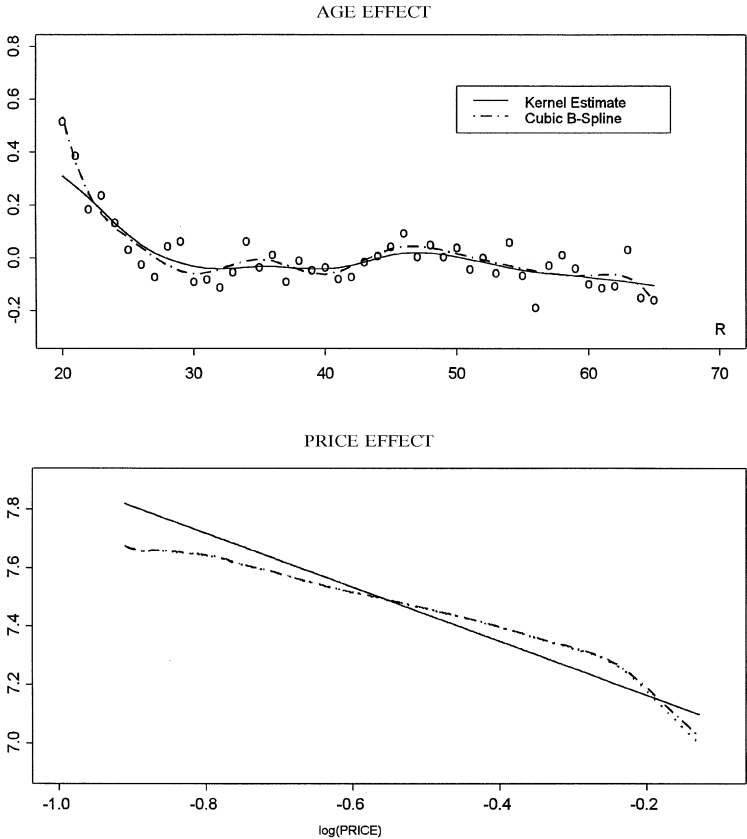 AGE EFFECT
0.8
0.6
0.4
0.2
0.0
-0.2
Kernel Estimate
Cubic B-Spline
R
20 30 40 50 60 70
PRICE EFFECT
7.8
7.6
7.4
7.2
7.0
-1.0 -0.8 -0.6 -0.4 -0.2
log(PRICE)